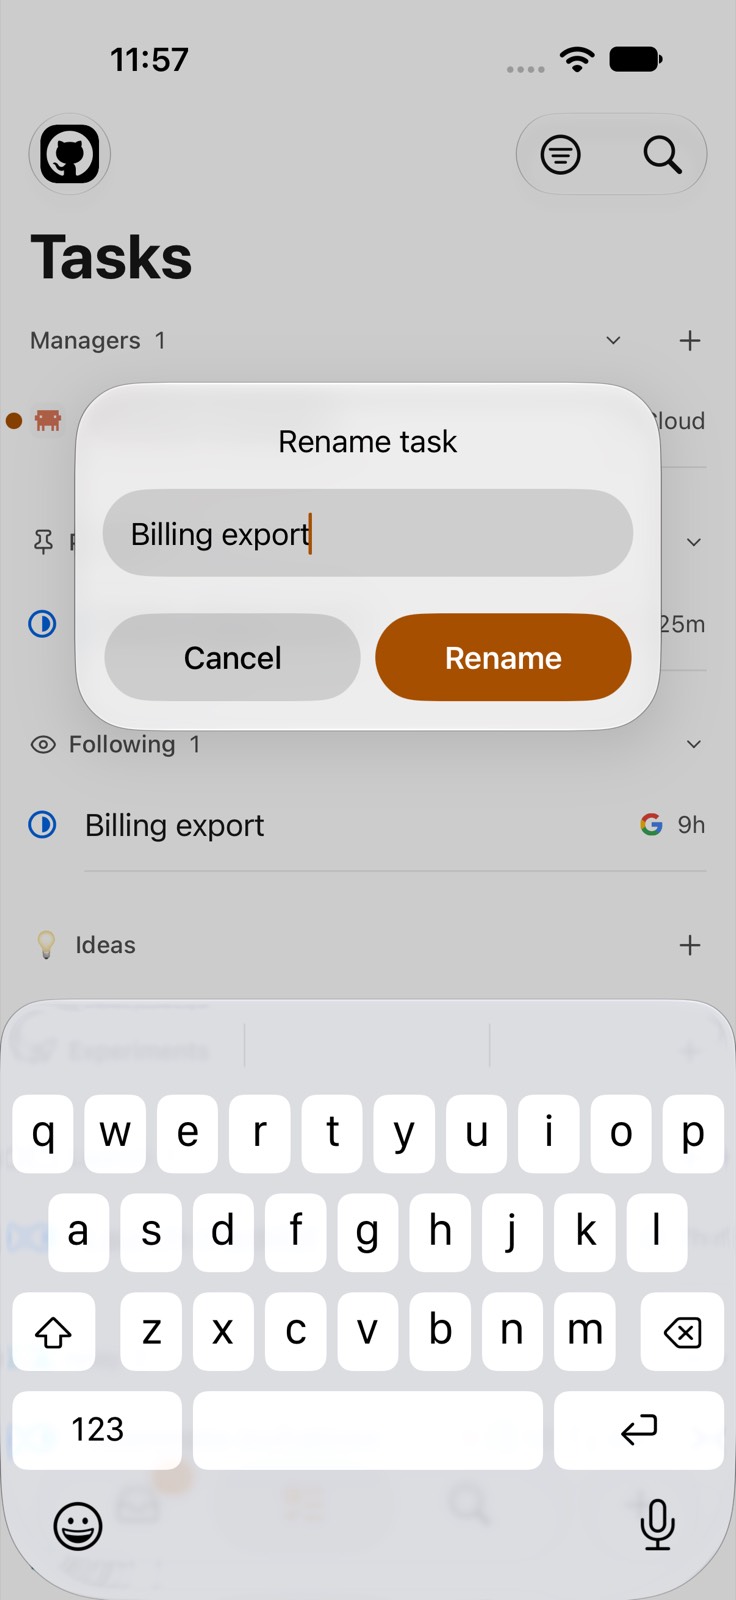 11:57
Tasks
Managers 1
Rename task
Billing export
Cancel Rename
25m
Following 1
Billing export 9h
Ideas
Experiments
q w e r t y u i o p
a s d f g h j k l
z x c v b n m
123